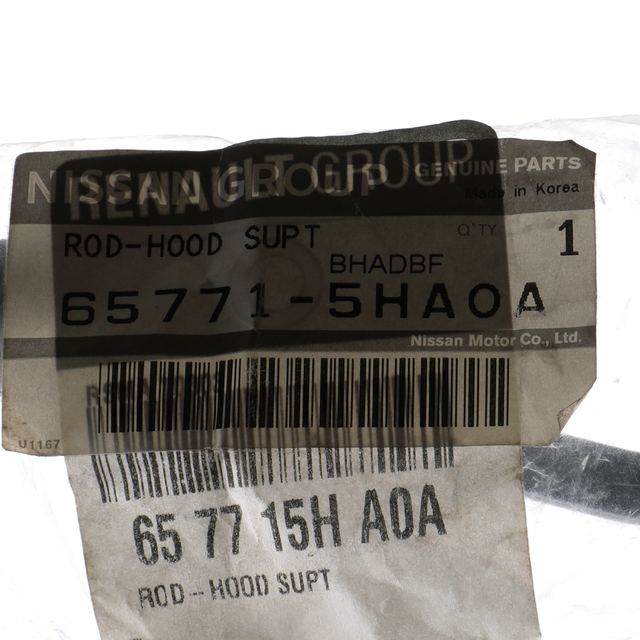 NISSAN GROUP GENUINE PARTS
RENAULT GROUP
Made in Korea
ROD-HOOD SUPT Q'TY 1
BHADBF
65771-5HA0A
Nissan Motor Co., Ltd.
U1167
65 77 15H A0A
ROD-HOOD SUPT